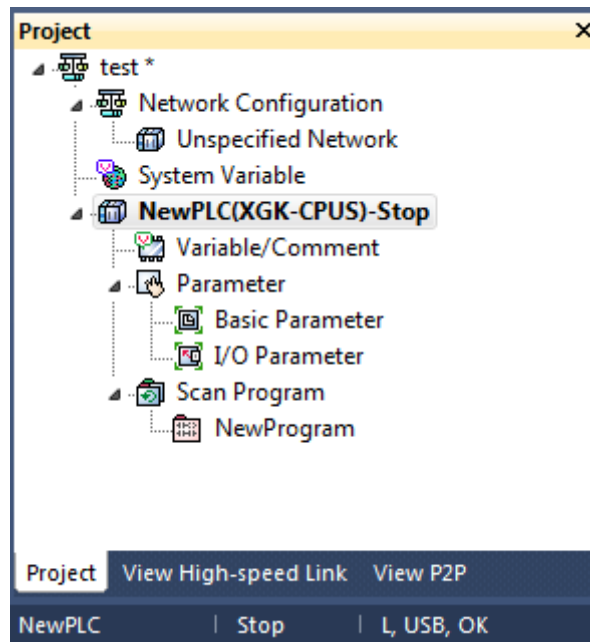 Project
test *
Network Configuration
Unspecified Network
System Variable
NewPLC(XGK-CPUS)-Stop
Variable/Comment
Parameter
Basic Parameter
I/O Parameter
Scan Program
NewProgram
Project View High-speed Link View P2P
NewPLC Stop L, USB, OK